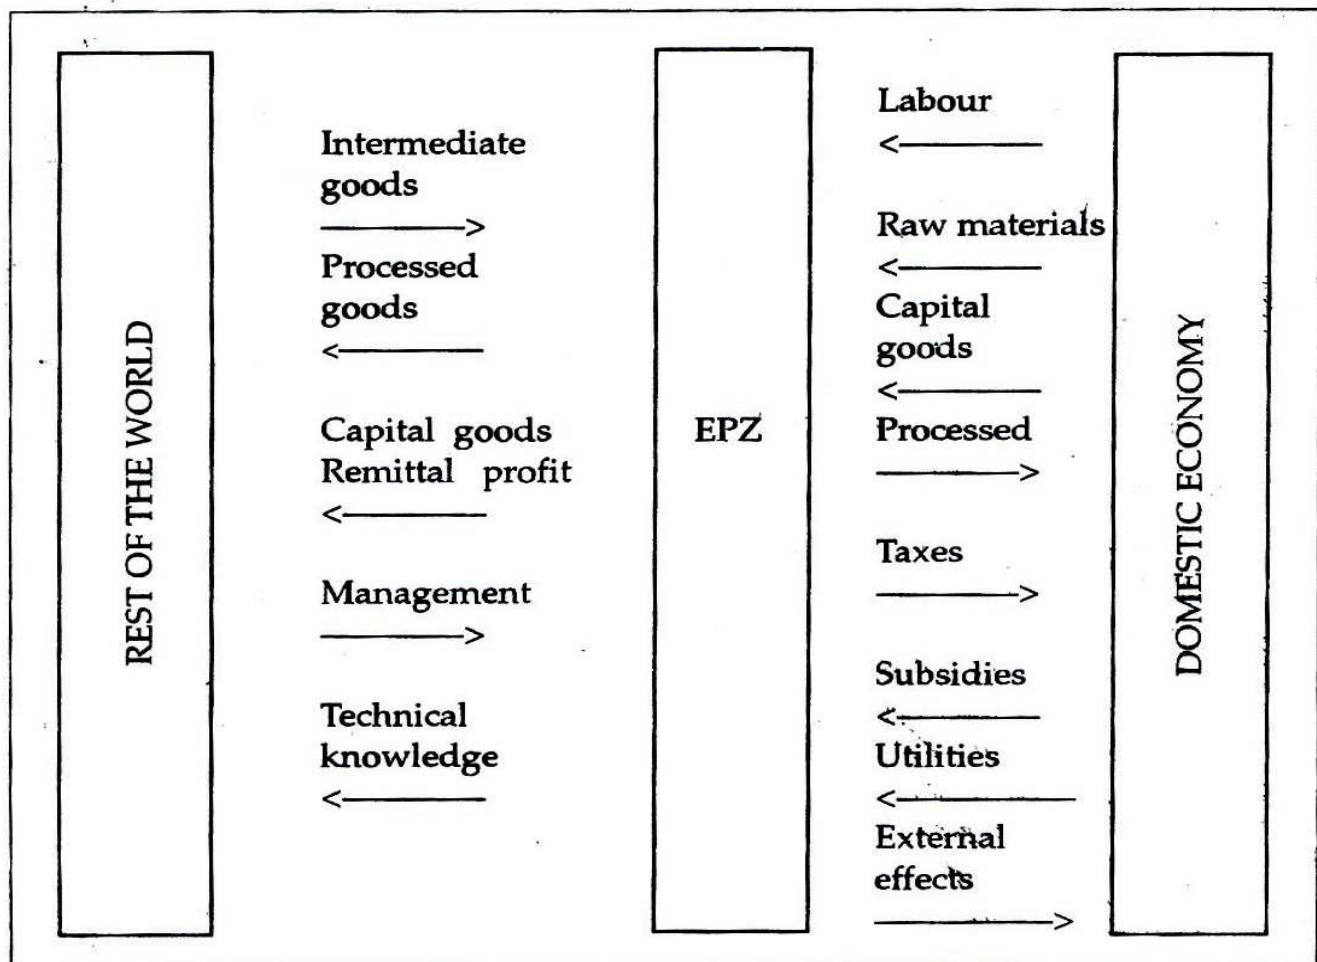 REST OF THE WORLD
Intermediate
goods
Processed
goods
Capital goods
Remittal profit
Management
Technical
knowledge
EPZ
Labour
Raw materials
Capital
goods
Processed
Taxes
Subsidies
Utilities
External
effects
DOMESTIC ECONOMY